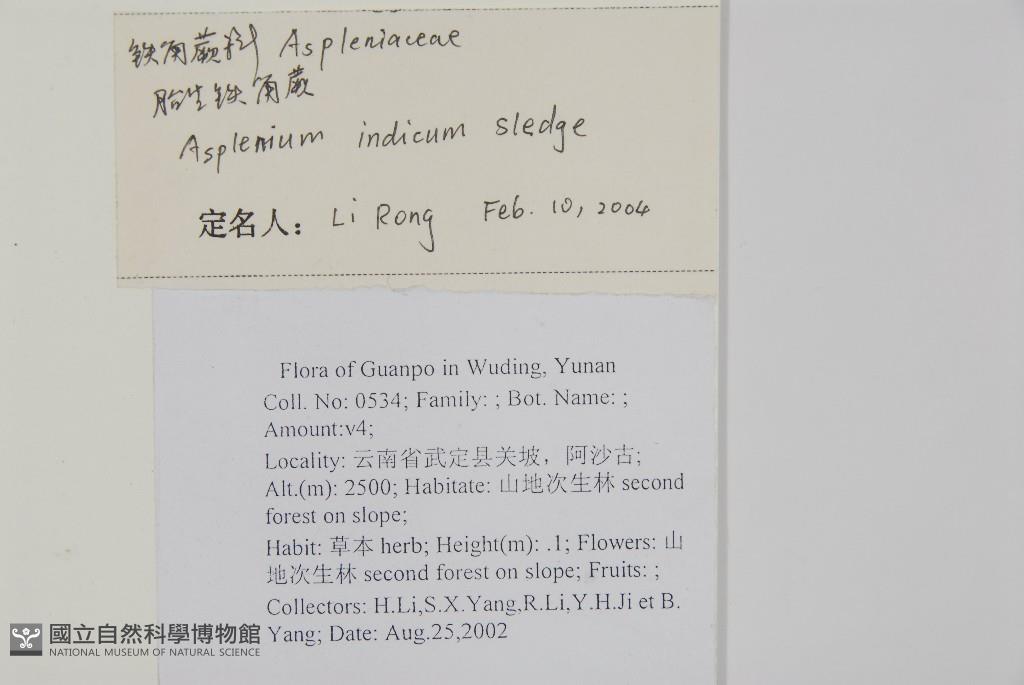 铁角蕨科 Aspleniaceae
胎生铁角蕨
Asplenium indicum sledge
定名人： Li Rong Feb. 10, 2004
Flora of Guanpo in Wuding, Yunan
Coll. No: 0534; Family: ; Bot. Name: ;
Amount:v4;
Locality: 云南省武定县关坡，阿沙古;
Alt.(m): 2500; Habitate: 山地次生林 second
forest on slope;
Habit: 草本 herb; Height(m): .1; Flowers: 山
地次生林 second forest on slope; Fruits: ;
Collectors: H.Li,S.X.Yang,R.Li,Y.H.Ji et B.
Yang; Date: Aug.25,2002
國立自然科學博物館
NATIONAL MUSEUM OF NATURAL SCIENCE